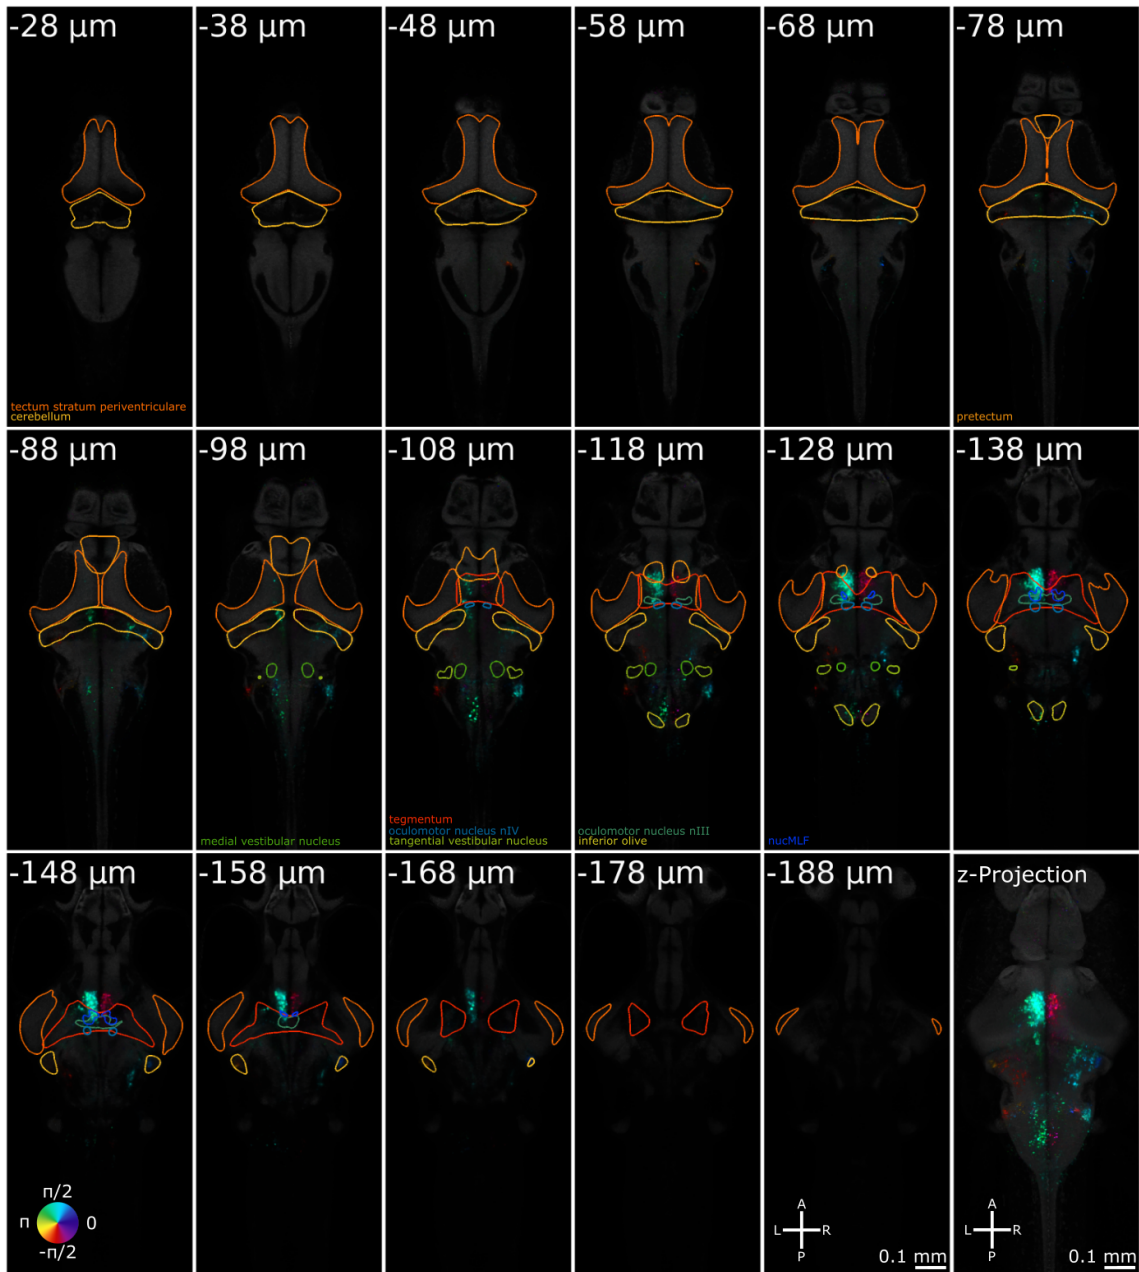 -28 µm
-38 µm
-48 µm
-58 µm
-68 µm
-78 µm
tectum stratum periventriculare
cerebellum
pretectum
-88 µm
-98 µm
-108 µm
-118 µm
-128 µm
-138 µm
medial vestibular nucleus
tegmentum
oculomotor nucleus nIV
tangential vestibular nucleus
oculomotor nucleus nIII
inferior olive
nucMLF
-148 µm
-158 µm
-168 µm
-178 µm
-188 µm
z-Projection
π/2
π 0
-π/2
A
L R
P
0.1 mm
A
L R
P
0.1 mm